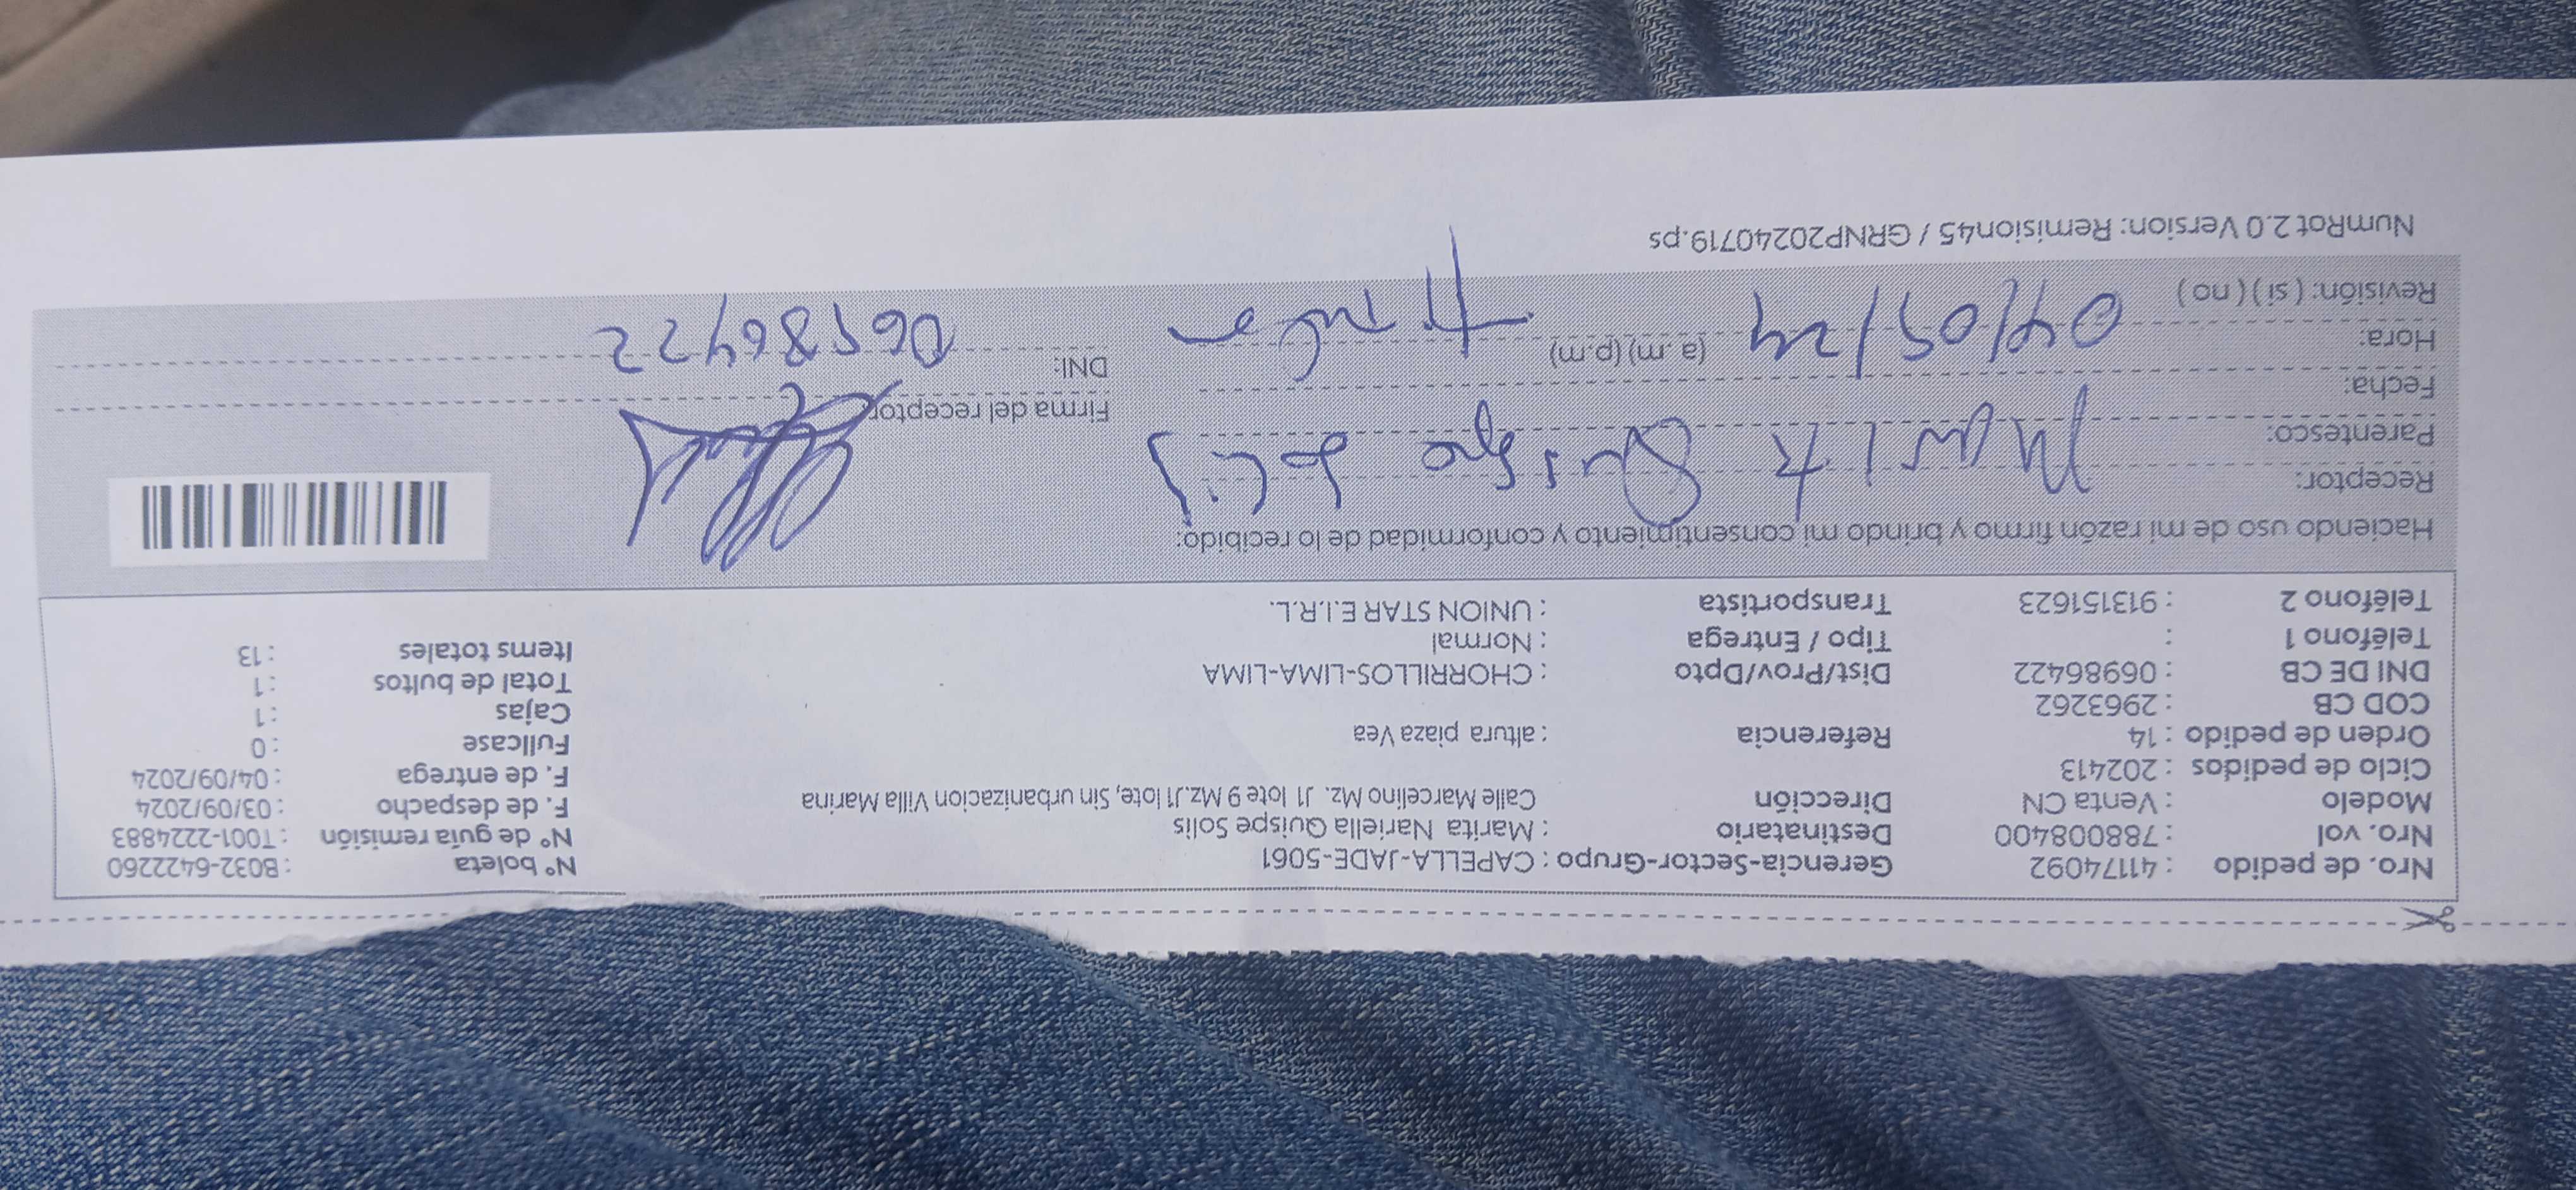 Nro. de pedido : 41174092 Gerencia-Sector-Grupo : CAPELLA-JADE-5061 N° boleta : B032-6422260
Nro. vol : 788008400 Destinatario : Marita Nariella Quispe Solis N° de guía remisión : T001-2224883
Modelo : Venta CN Dirección Calle Marcelino Mz. J1 lote 9 Mz.J1 lote, Sin urbanizacion Villa Marina F. de despacho : 03/09/2024
Ciclo de pedidos : 202413 F. de entrega : 04/09/2024
Orden de pedido : 14 Referencia : altura plaza Vea Fullcase : 0
COD CB : 2963262 Cajas : 1
DNI DE CB : 06986422 Dist/Prov/Dpto : CHORRILLOS-LIMA-LIMA Total de bultos : 1
Teléfono 1 : Tipo / Entrega : Normal Items totales : 13
Teléfono 2 : 913151623 Transportista : UNION STAR E.I.R.L.
Haciendo uso de mi razón firmo y brindo mi consentimiento y conformidad de lo recibido:
Receptor:
Parentesco:
Firma del receptor
Fecha:
Hora: 04/09/24 (a.m) (p.m)
DNI: 06986422
Revisión: ( si ) ( no )
NumRot 2.0 Version: Remision45 / GRNP20240719.ps